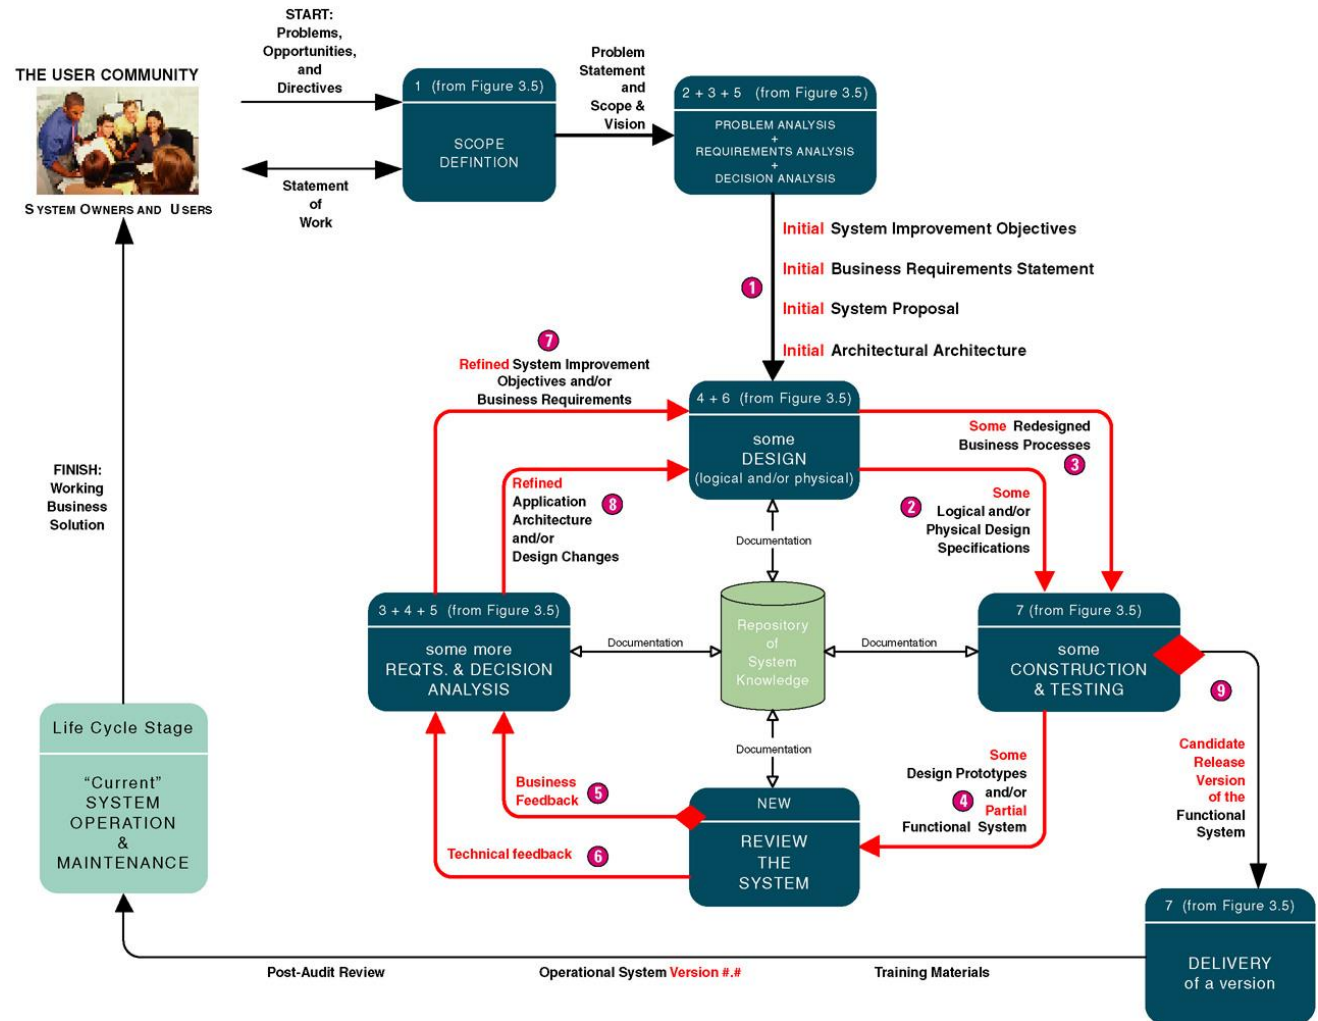 START:
Problems,
Opportunities,
and
Directives
THE USER COMMUNITY
SYSTEM OWNERS AND USERS
Statement
of
Work
1 (from Figure 3.5)
SCOPE
DEFINTION
Problem
Statement
and
Scope &
Vision
2 + 3 + 5 (from Figure 3.5)
PROBLEM ANALYSIS
+
REQUIREMENTS ANALYSIS
+
DECISION ANALYSIS
1
Initial System Improvement Objectives
Initial Business Requirements Statement
Initial System Proposal
Initial Architectural Architecture
7
Refined System Improvement
Objectives and/or
Business Requirements
4 + 6 (from Figure 3.5)
some
DESIGN
(logical and/or physical)
Some Redesigned
Business Processes
3
2
Some
Logical and/or
Physical Design
Specifications
Refined
Application
Architecture
and/or
Design Changes
8
FINISH:
Working
Business
Solution
Documentation
3 + 4 + 5 (from Figure 3.5)
some more
REQTS. & DECISION
ANALYSIS
Documentation
Repository
of
System
Knowledge
Documentation
7 (from Figure 3.5)
some
CONSTRUCTION
& TESTING
9
Candidate
Release
Version
of the
Functional
System
Documentation
Some
Design Prototypes
and/or
Partial
Functional System
4
Business
Feedback
5
Technical feedback
6
NEW
REVIEW
THE
SYSTEM
Life Cycle Stage
“Current”
SYSTEM
OPERATION
&
MAINTENANCE
7 (from Figure 3.5)
DELIVERY
of a version
Post-Audit Review
Operational System Version #.#
Training Materials